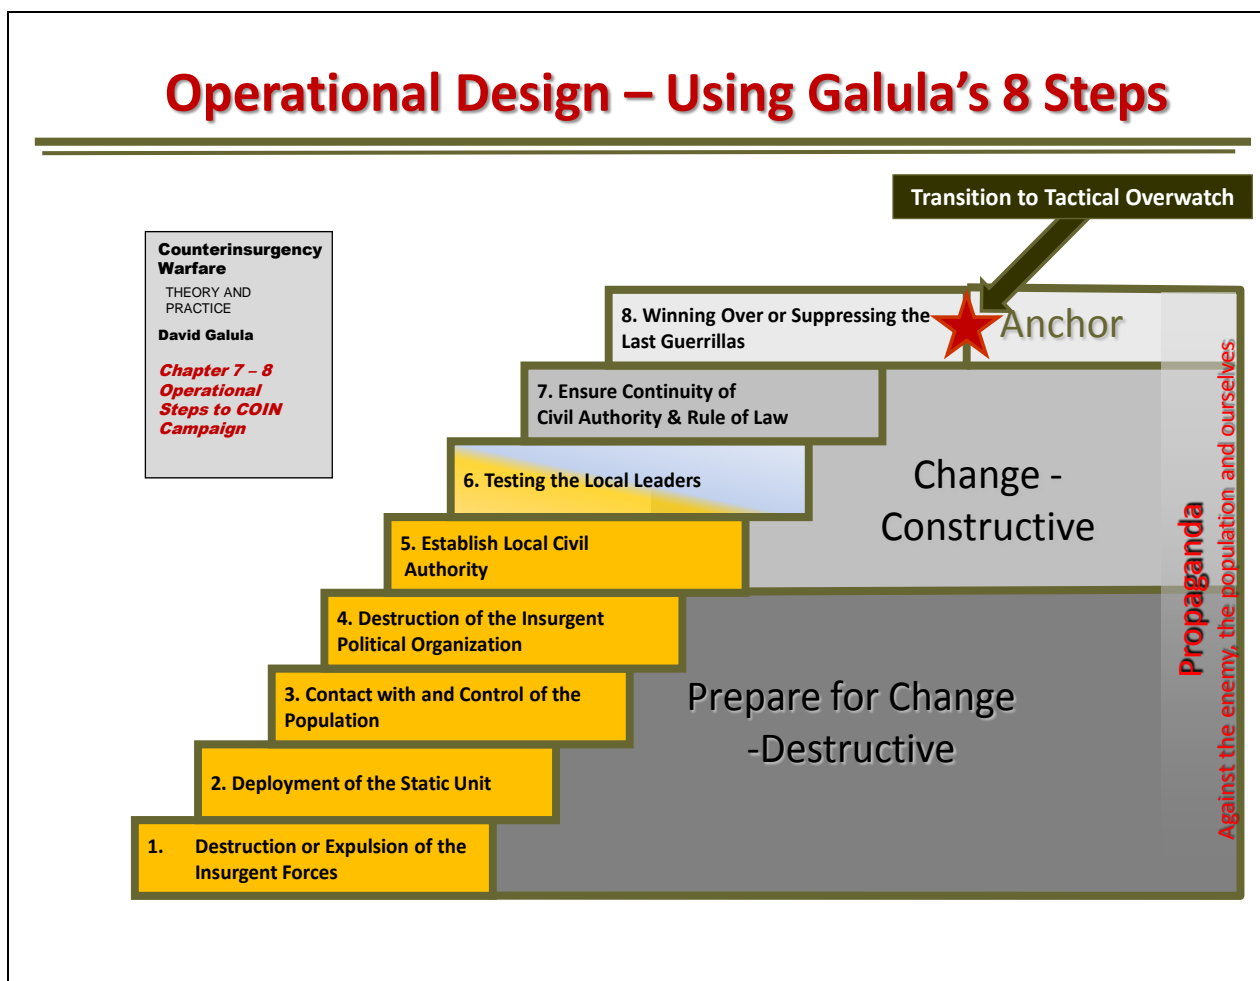 Operational Design – Using Galula's 8 Steps
Transition to Tactical Overwatch
Counterinsurgency
Warfare
THEORY AND
PRACTICE
David Galula
Chapter 7 – 8
Operational
Steps to COIN
Campaign
8. Winning Over or Suppressing the
Last Guerrillas
Anchor
7. Ensure Continuity of
Civil Authority & Rule of Law
6. Testing the Local Leaders
Change -
Constructive
5. Establish Local Civil
Authority
4. Destruction of the Insurgent
Political Organization
3. Contact with and Control of the
Population
Prepare for Change
-Destructive
2. Deployment of the Static Unit
1. Destruction or Expulsion of the
Insurgent Forces
Propaganda
Against the enemy, the population and ourselves